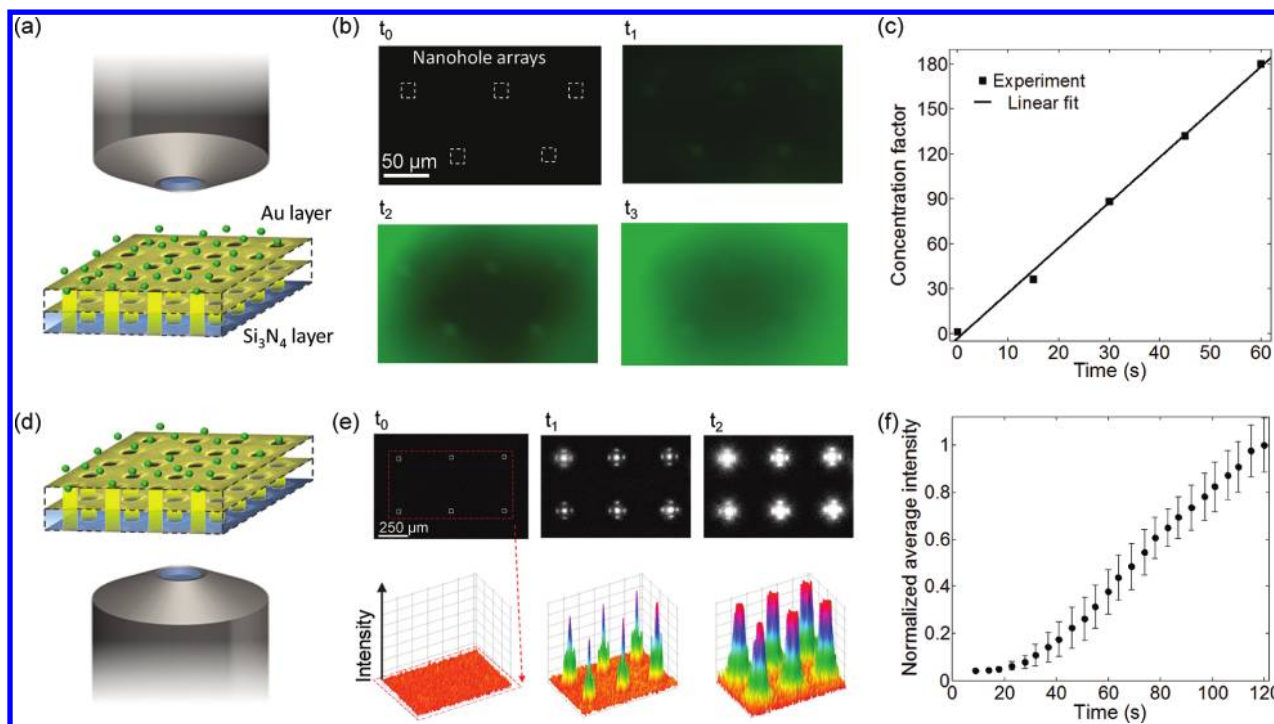 (a)
Au layer
Si₃N₄ layer
(b)
t₀
t₁
Nanohole arrays
50 μm
t₂
t₃
(c)
180
150
120
90
60
30
0
Concentration factor
Experiment
Linear fit
0 10 20 30 40 50 60
Time (s)
(d)
(e)
t₀
t₁
t₂
250 μm
Intensity
(f)
1
0.8
0.6
0.4
0.2
0
Normalized average intensity
0 20 40 60 80 100 120
Time (s)